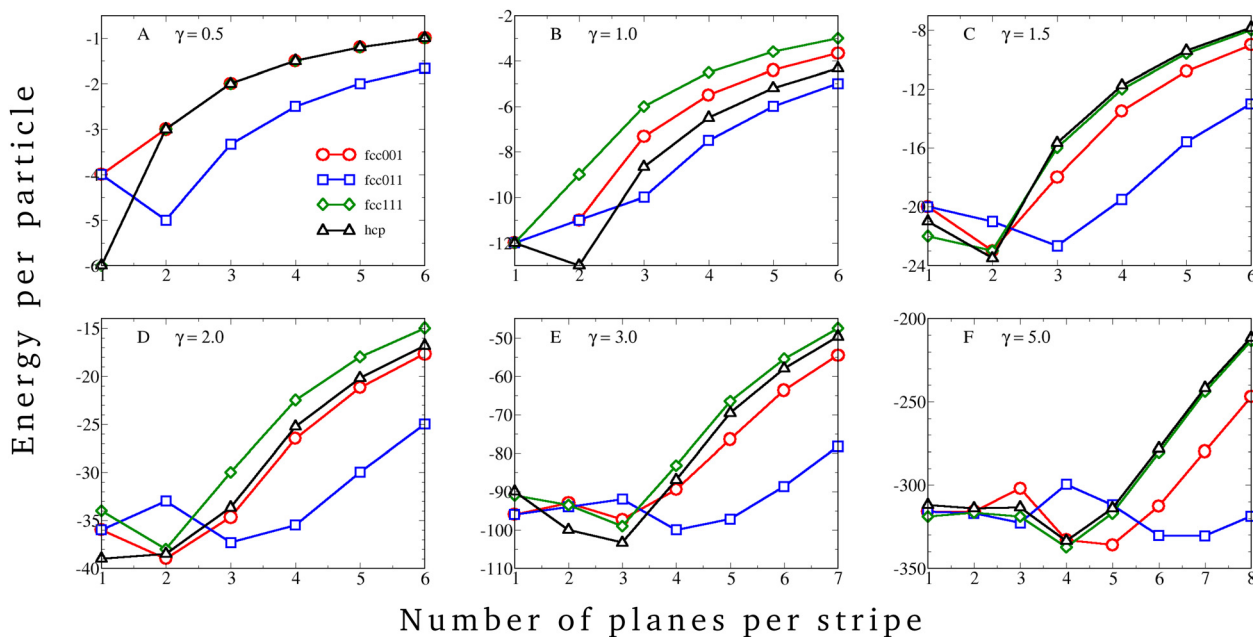 A γ = 0.5
-1
-2
-3
-4
-5
-6
1 2 3 4 5 6
fcc001
fcc011
fcc111
hcp
B γ = 1.0
-2
-4
-6
-8
-10
-12
1 2 3 4 5 6
C γ = 1.5
-8
-12
-16
-20
-24
1 2 3 4 5 6
D γ = 2.0
-15
-20
-25
-30
-35
-40
1 2 3 4 5 6
E γ = 3.0
-50
-60
-70
-80
-90
-100
-110
1 2 3 4 5 6 7
F γ = 5.0
-200
-250
-300
-350
1 2 3 4 5 6 7 8
Energy per particle
Number of planes per stripe